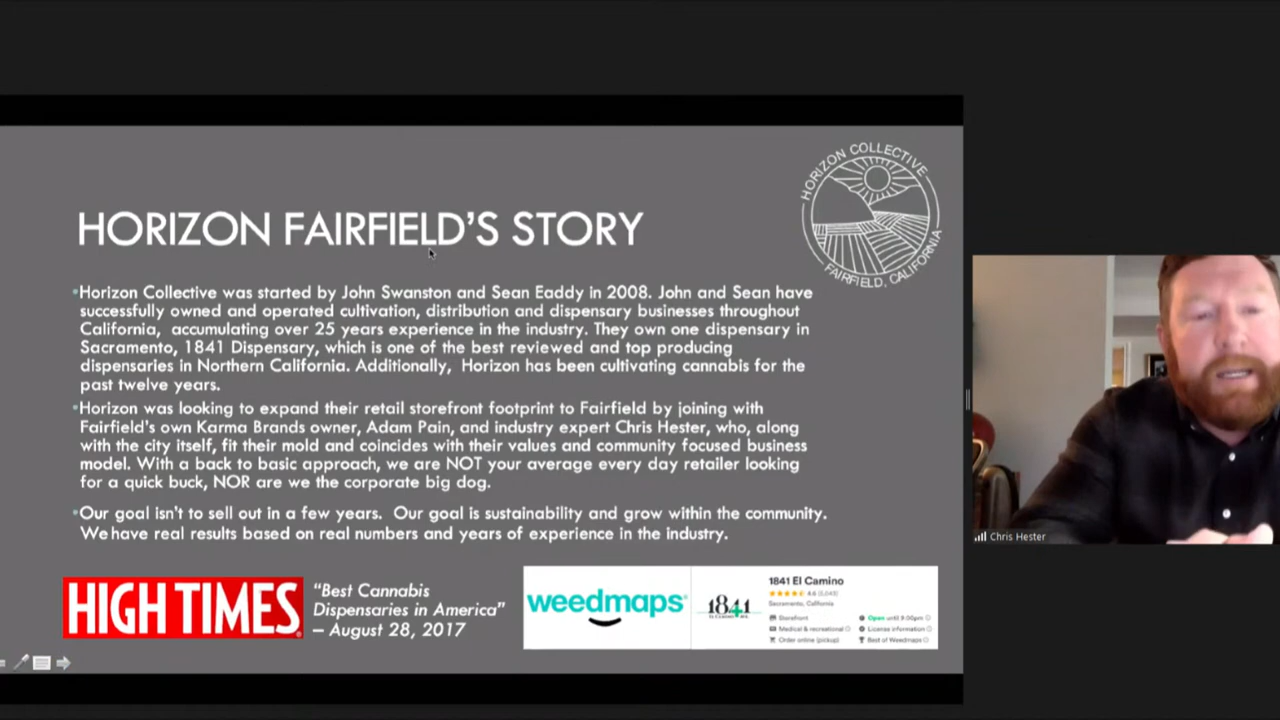 HORIZON COLLECTIVE
FAIRFIELD, CALIFORNIA
HORIZON FAIRFIELD'S STORY
•Horizon Collective was started by John Swanston and Sean Eaddy in 2008. John and Sean have
successfully owned and operated cultivation, distribution and dispensary businesses throughout
California, accumulating over 25 years experience in the industry. They own one dispensary in
Sacramento, 1841 Dispensary, which is one of the best reviewed and top producing
dispensaries in Northern California. Additionally, Horizon has been cultivating cannabis for the
past twelve years.
•Horizon was looking to expand their retail storefront footprint to Fairfield by joining with
Fairfield's own Karma Brands owner, Adam Pain, and industry expert Chris Hester, who, along
with the city itself, fit their mold and coincides with their values and community focused business
model. With a back to basic approach, we are NOT your average every day retailer looking
for a quick buck, NOR are we the corporate big dog.
•Our goal isn't to sell out in a few years. Our goal is sustainability and grow within the community.
We have real results based on real numbers and years of experience in the industry.
HIGH TIMES
"Best Cannabis
Dispensaries in America"
– August 28, 2017
weedmaps
1841
1841 El Camino
4.6
Sacramento, California
Storefront
Open until 9:00pm
Medical & recreational
License information
Order online (pickup)
Best of Weedmaps
Chris Hester